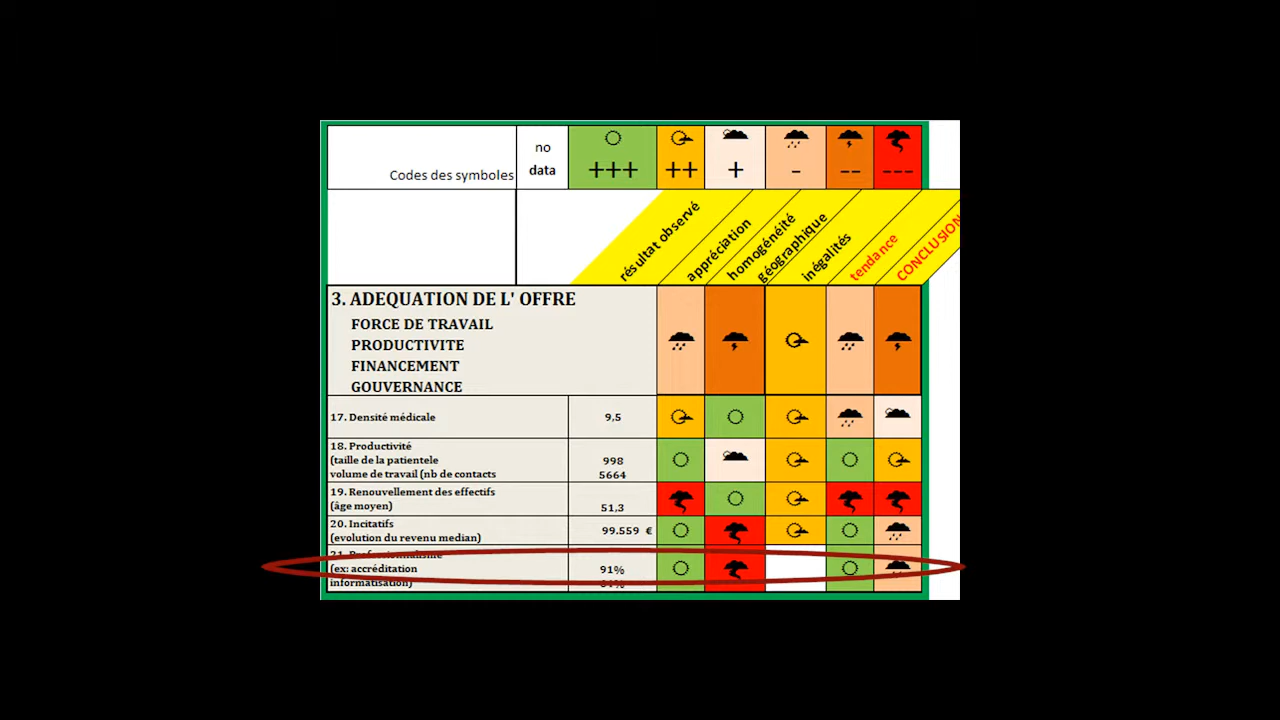 Codes des symboles
no data
+++
++
+
-
--
---
résultat observé
appréciation
homogénéité géographique
inégalités
tendance
CONCLUSION
3. ADEQUATION DE L' OFFRE
FORCE DE TRAVAIL
PRODUCTIVITE
FINANCEMENT
GOUVERNANCE
17. Densité médicale
9,5
18. Productivité
(taille de la patientele
998
volume de travail (nb de contacts
5664
19. Renouvellement des effectifs
(âge moyen)
51,3
20. Incitatifs
99.559 €
(evolution du revenu median)
21. Professionnalisme
(ex: accréditation
91%
informatisation)